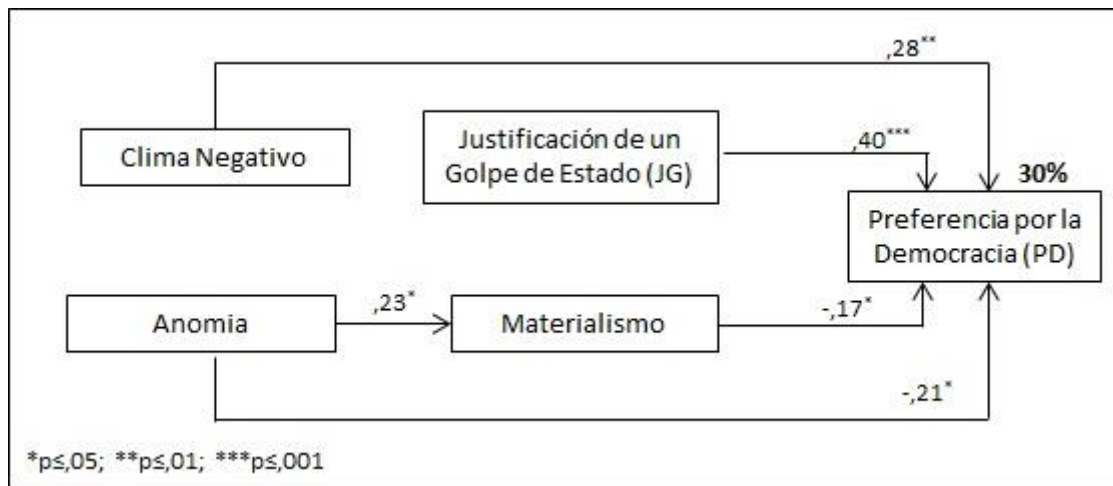 ,28**
Clima Negativo
Justificación de un
Golpe de Estado (JG)
,40***
30%
Preferencia por la
Democracia (PD)
Anomia
,23*
Materialismo
-,17*
-,21*
*p≤,05; **p≤,01; ***p≤,001